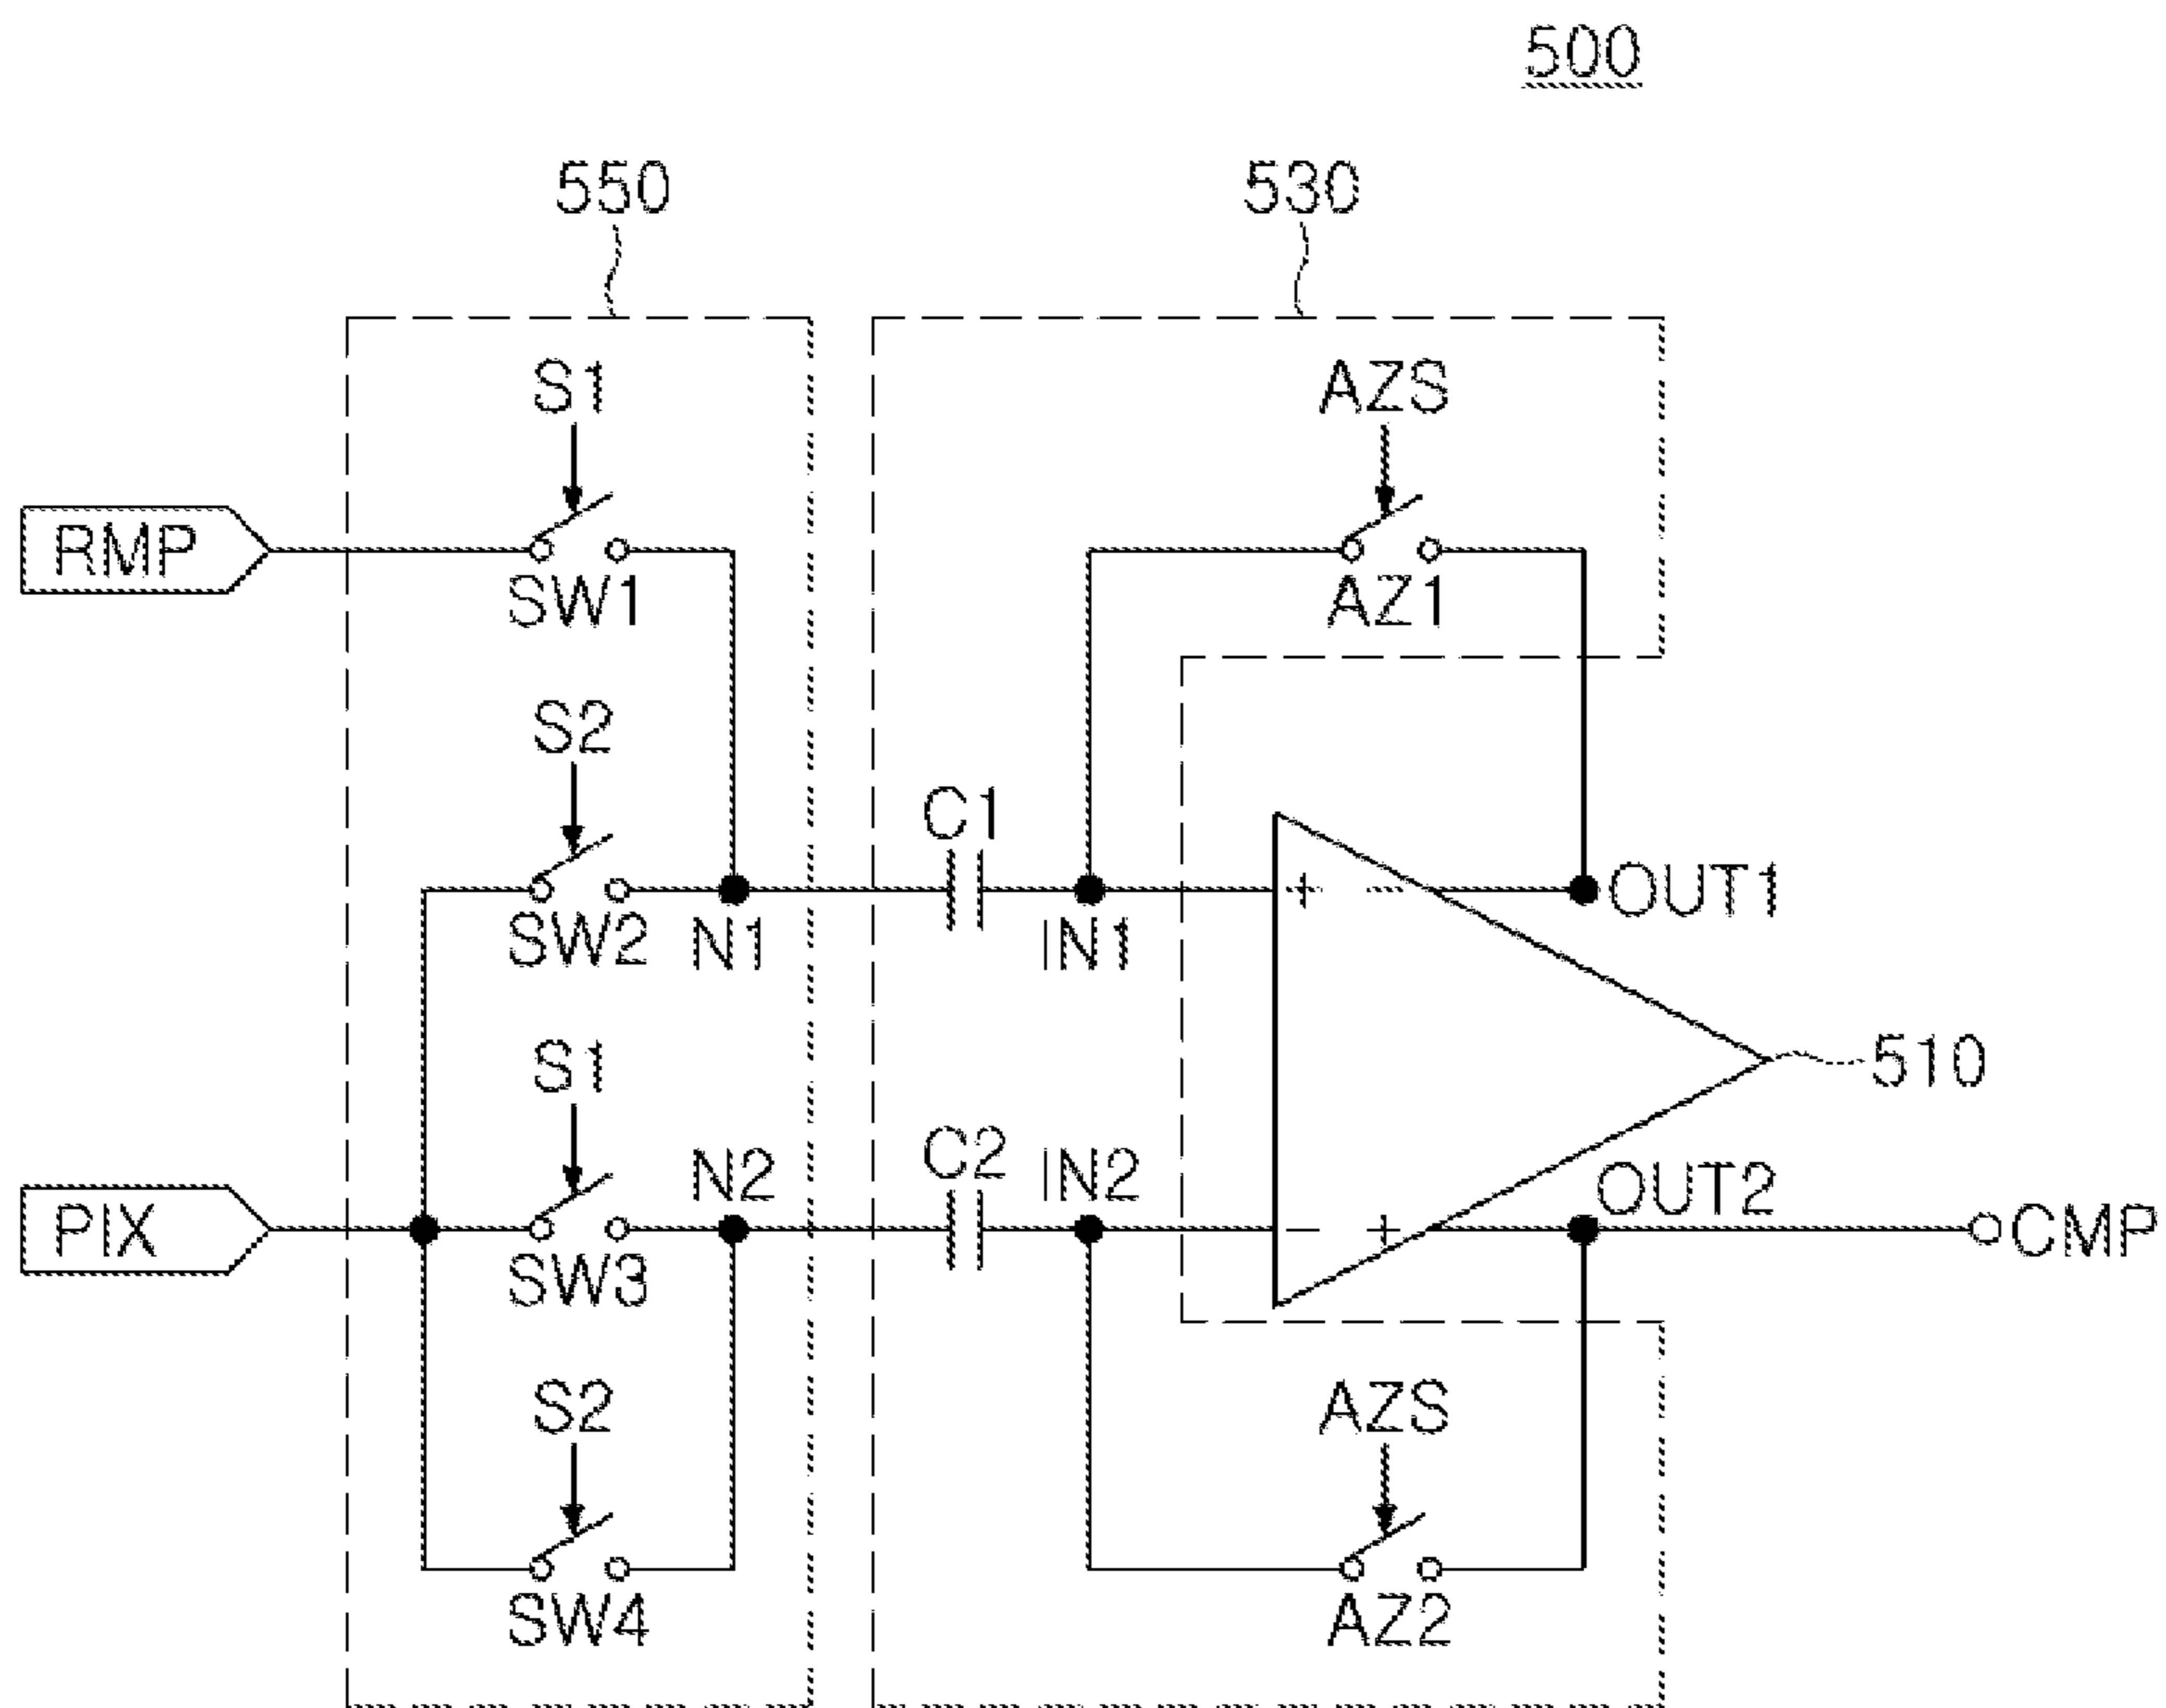 500
550
530
S1
AZS
RMP
SW1
AZ1
S2
C1
+ −
OUT1
SW2
N1
IN1
S1
510
C2
N2
IN2
OUT2
PIX
− +
CMP
SW3
S2
AZS
SW4
AZ2